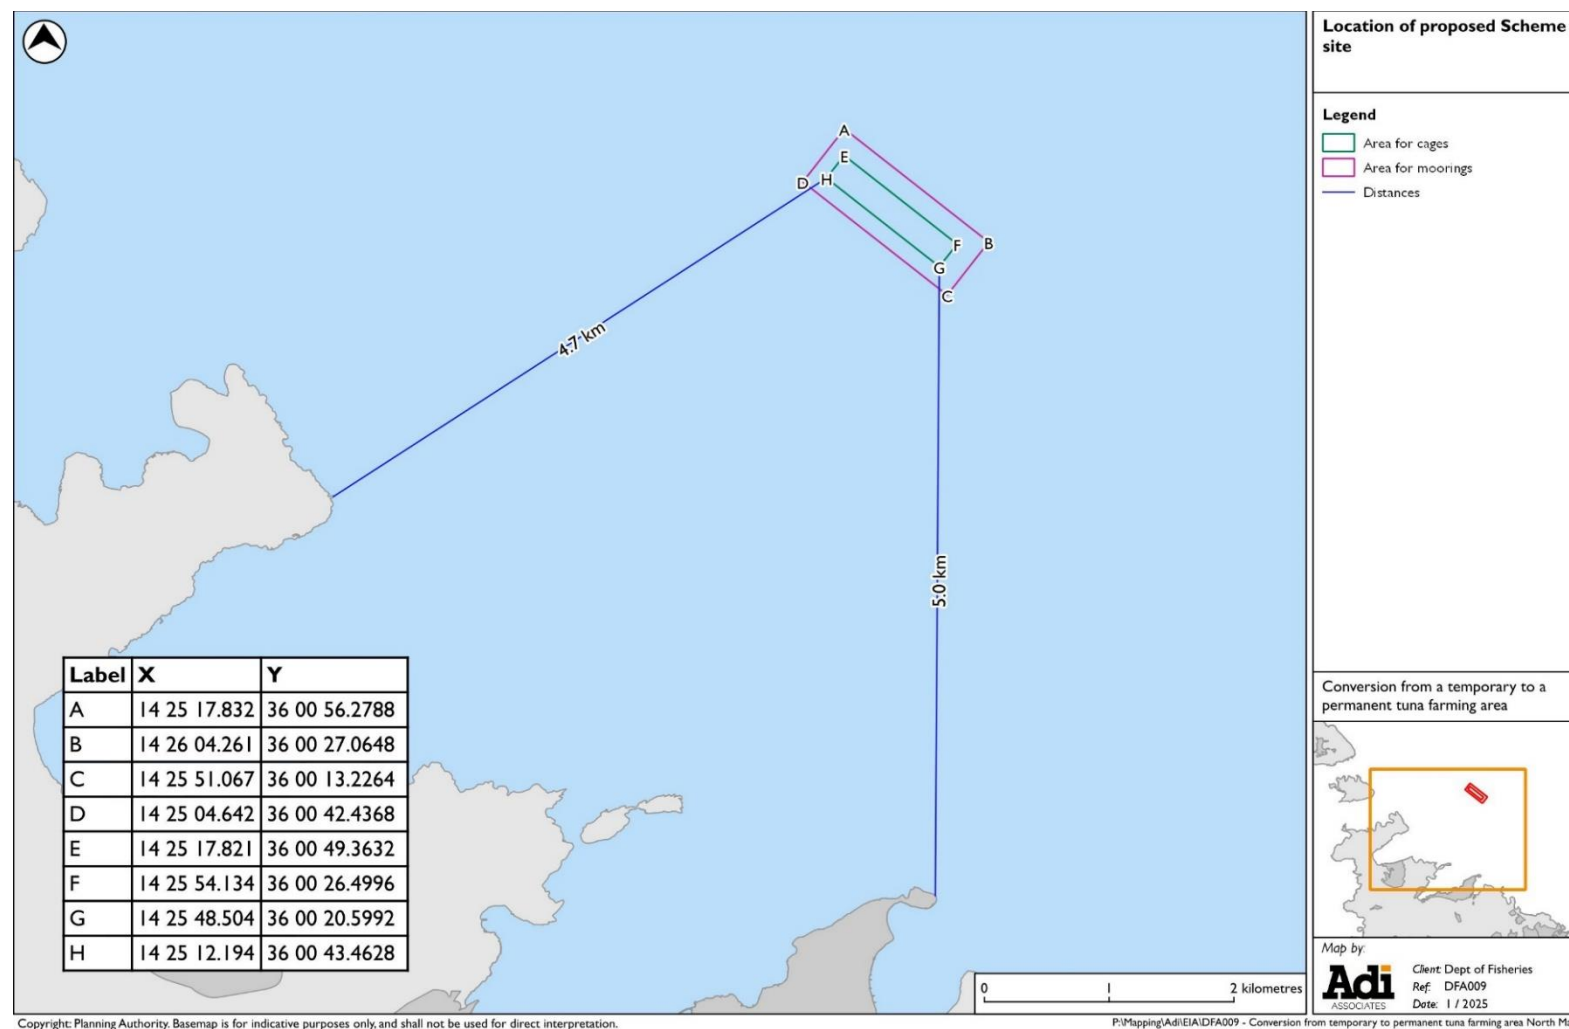 Location of proposed Scheme
site
Legend
Area for cages
Area for moorings
Distances
A
E
H
D
B
F
G
C
4.7 km
5.0 km
Label X Y
A 14 25 17.832 36 00 56.2788
B 14 26 04.261 36 00 27.0648
C 14 25 51.067 36 00 13.2264
D 14 25 04.642 36 00 42.4368
E 14 25 17.821 36 00 49.3632
F 14 25 54.134 36 00 26.4996
G 14 25 48.504 36 00 20.5992
H 14 25 12.194 36 00 43.4628
0 1 2 kilometres
Conversion from a temporary to a
permanent tuna farming area
Map by:
Adi
ASSOCIATES
Client: Dept of Fisheries
Ref: DFA009
Date: 1 / 2025
Copyright: Planning Authority. Basemap is for indicative purposes only, and shall not be used for direct interpretation.
P:\Mapping\Adi\EIA\DFA009 - Conversion from temporary to permanent tuna farming area North